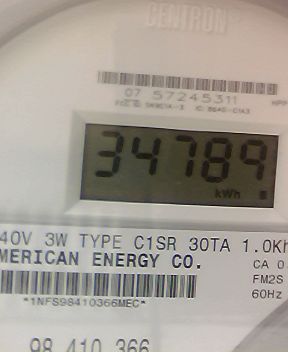 CENTRON
07 57245311
34789
kWh
40V 3W TYPE C1SR 30TA 1.0Kh
MERICAN ENERGY CO.
CA 0.
FM2S
60Hz
*1NFS98410366MEC*
98 410 366